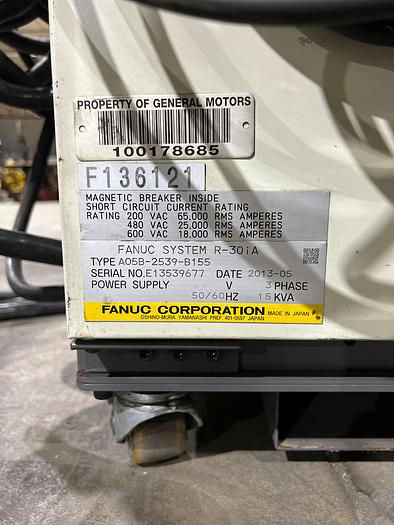 PROPERTY OF GENERAL MOTORS
100178685
F136121
MAGNETIC BREAKER INSIDE
SHORT CIRCUIT CURRENT RATING
RATING 200 VAC 65,000 RMS AMPERES
480 VAC 25,000 RMS AMPERES
600 VAC 18,000 RMS AMPERES
FANUC SYSTEM R-30iA
TYPE A05B-2539-B155
SERIAL NO. E13539677 DATE 2013-05
POWER SUPPLY V 3 PHASE
50/60HZ 15 KVA
FANUC CORPORATION MADE IN JAPAN
OSHINO-MURA YAMANASHI PREF. 401-0597 JAPAN